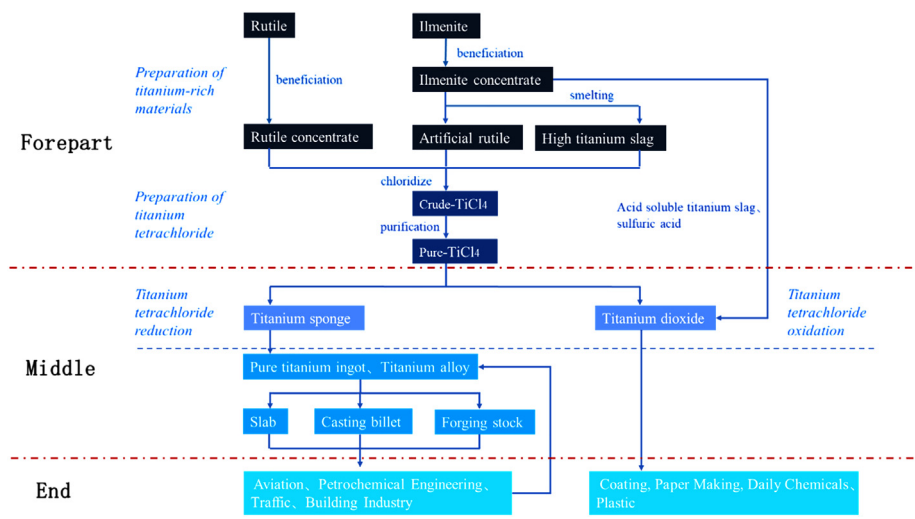 Rutile
Ilmenite
beneficiation
Preparation of
titanium-rich
materials
beneficiation
Ilmenite concentrate
smelting
Forepart
Rutile concentrate
Artificial rutile
High titanium slag
chloridize
Preparation of
titanium
tetrachloride
Crude-TiCl4
Acid soluble titanium slag、
sulfuric acid
purification
Pure-TiCl4
Titanium
tetrachloride
reduction
Titanium sponge
Titanium dioxide
Titanium
tetrachloride
oxidation
Middle
Pure titanium ingot、Titanium alloy
Slab
Casting billet
Forging stock
End
Aviation、Petrochemical Engineering、
Traffic、Building Industry
Coating, Paper Making, Daily Chemicals、
Plastic